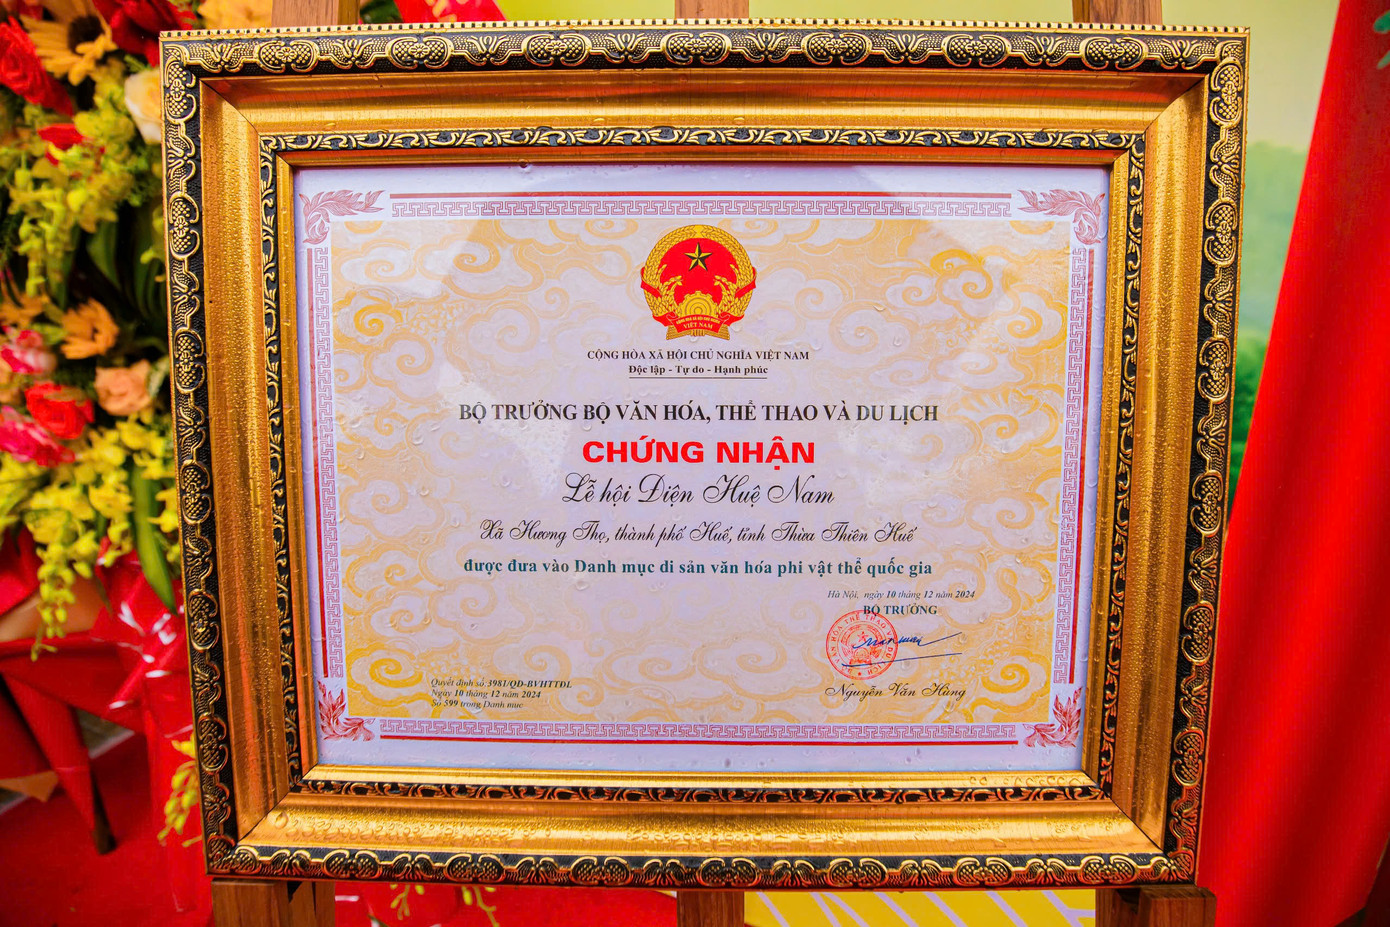 VIỆT NAM
CỘNG HÒA XÃ HỘI CHỦ NGHĨA VIỆT NAM
Độc lập - Tự do - Hạnh phúc
BỘ TRƯỞNG BỘ VĂN HÓA, THỂ THAO VÀ DU LỊCH
CHỨNG NHẬN
Lễ hội Điện Huệ Nam
Xã Hương Thọ, thành phố Huế, tỉnh Thừa Thiên Huế
được đưa vào Danh mục di sản văn hóa phi vật thể quốc gia
Hà Nội, ngày 10 tháng 12 năm 2024
BỘ TRƯỞNG
Nguyễn Văn Hùng
Quyết định số: 3981/QĐ-BVHTTDL
Ngày 10 tháng 12 năm 2024
Số 599 trong Danh mục